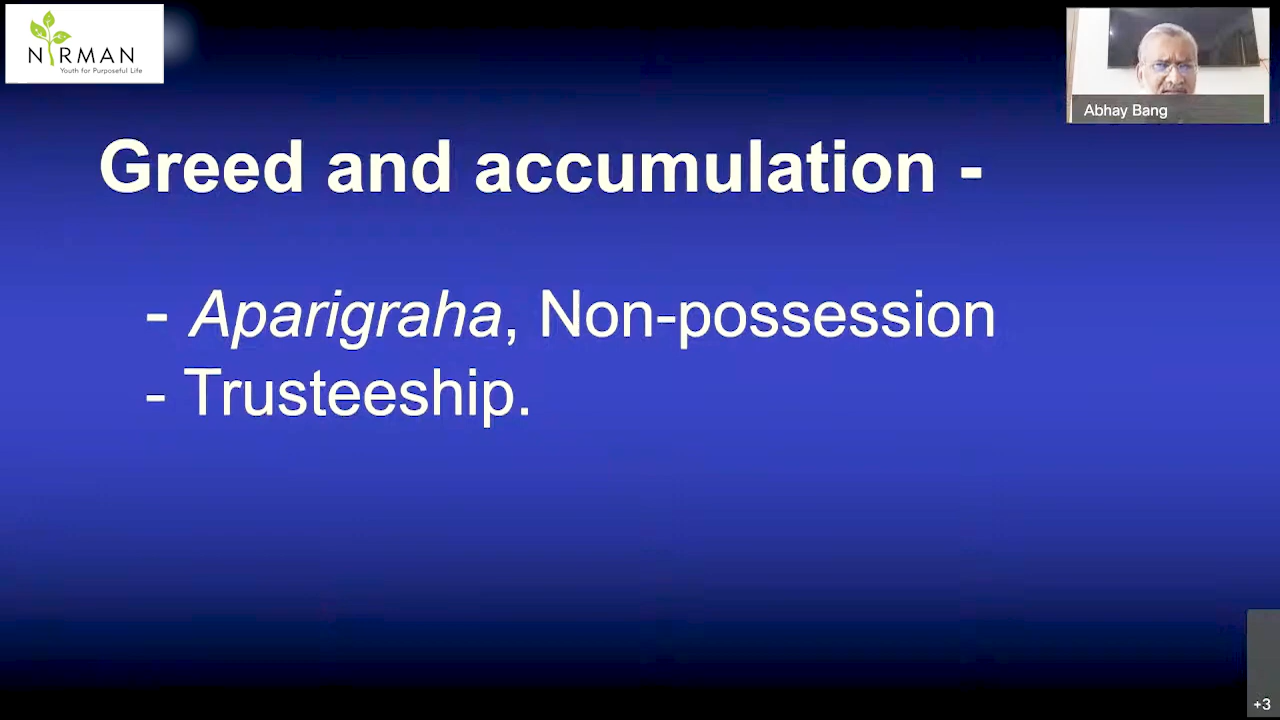 NIRMAN
Youth for Purposeful Life
Abhay Bang
Greed and accumulation -
- Aparigraha, Non-possession
- Trusteeship.
+3